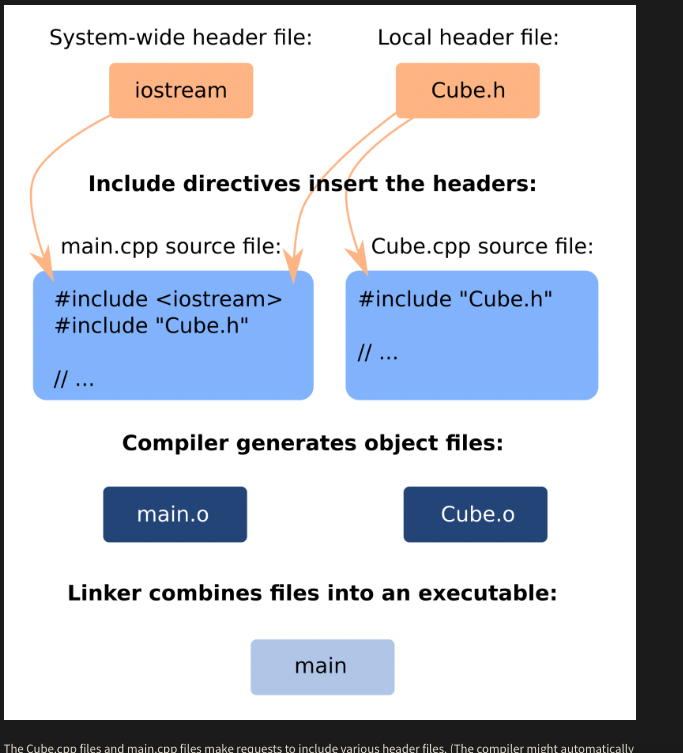 System-wide header file:
Local header file:
iostream
Cube.h
Include directives insert the headers:
main.cpp source file:
Cube.cpp source file:
#include <iostream>
#include "Cube.h"
// ...
#include "Cube.h"
// ...
Compiler generates object files:
main.o
Cube.o
Linker combines files into an executable:
main
The Cube.cpp files and main.cpp files make requests to include various header files. (The compiler might automatically